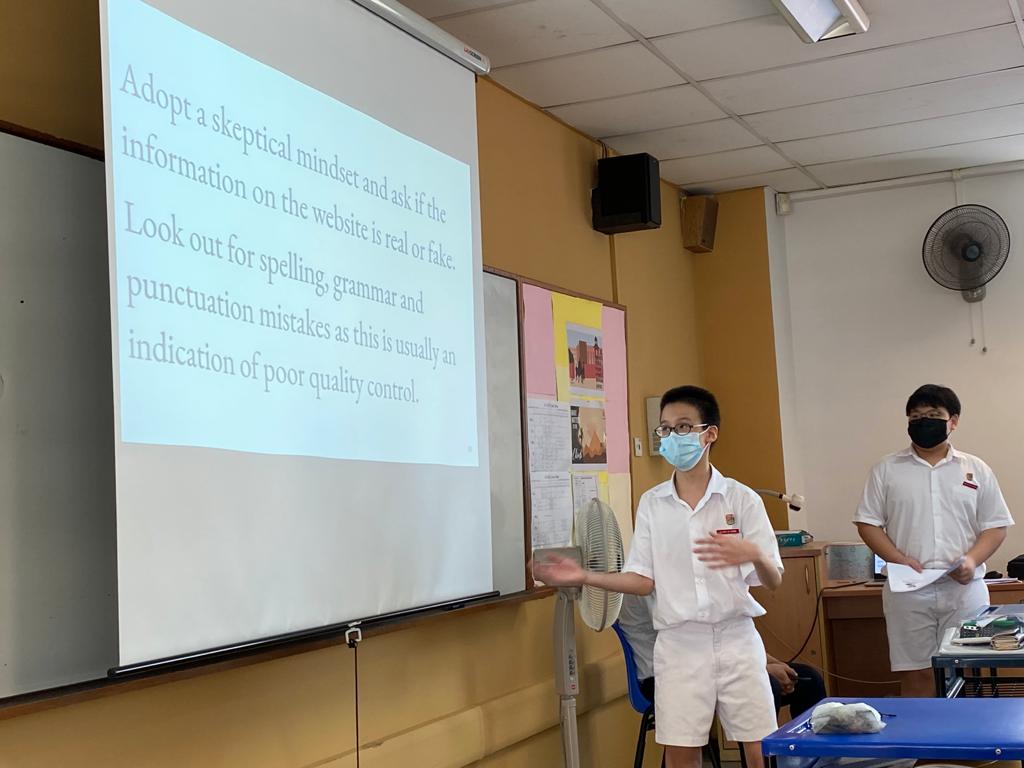 Adopt a skeptical mindset and ask if the
information on the website is real or fake.
Look out for spelling, grammar and
punctuation mistakes as this is usually an
indication of poor quality control.